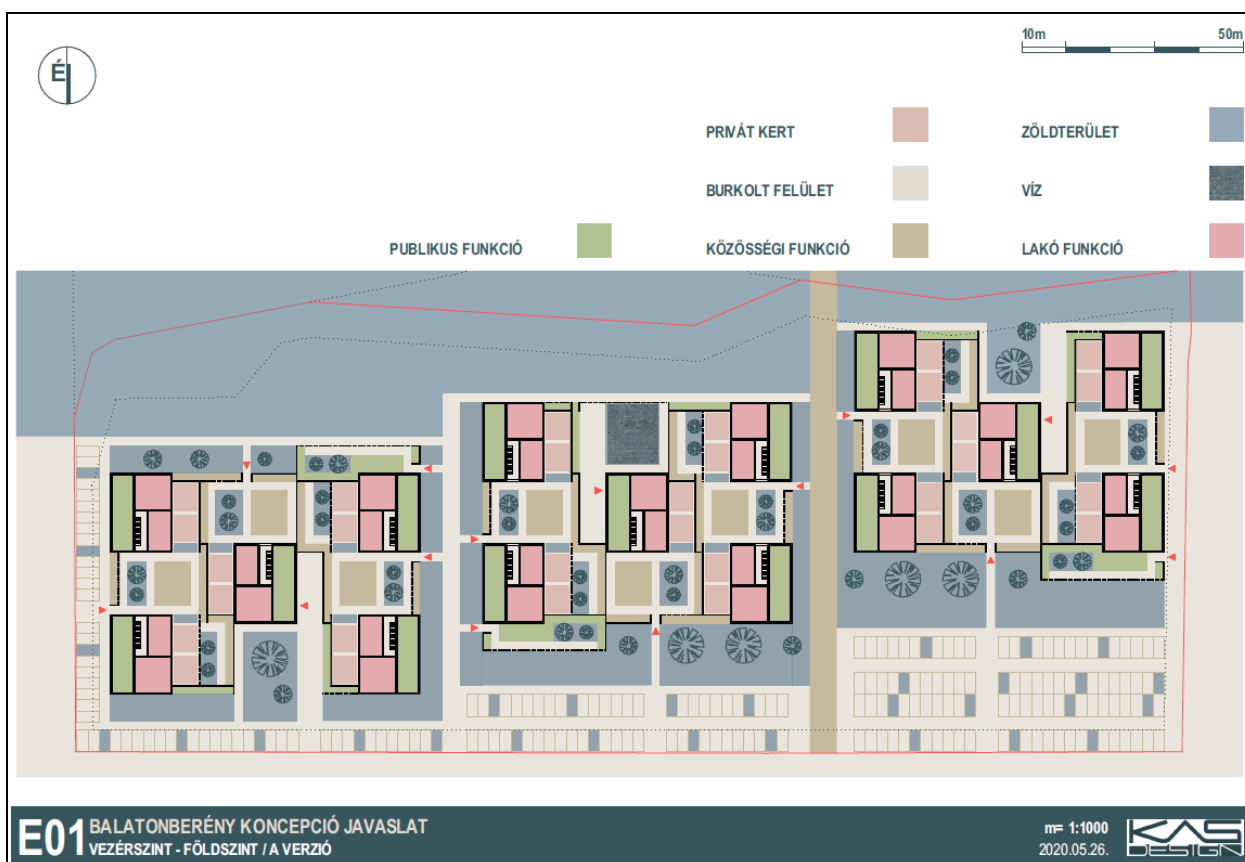 10m 50m
É
PRIVÁT KERT ZÖLDTERÜLET
BURKOLT FELÜLET VÍZ
PUBLIKUS FUNKCIÓ KÖZÖSSÉGI FUNKCIÓ LAKÓ FUNKCIÓ
E01 BALATONBERÉNY KONCEPCIÓ JAVASLAT
VEZÉRSZINT - FÖLDSZINT / A VERZIÓ
m= 1:1000
2020.05.26.
KAS
DESIGN